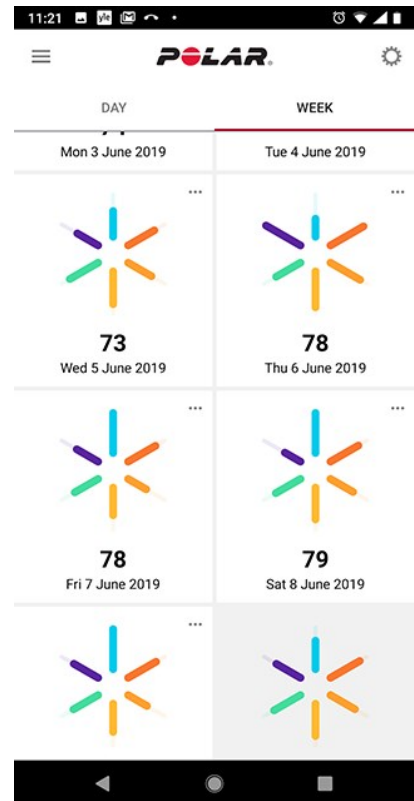 11:21 yle
POLAR
DAY WEEK
Mon 3 June 2019 Tue 4 June 2019
73 78
Wed 5 June 2019 Thu 6 June 2019
78 79
Fri 7 June 2019 Sat 8 June 2019